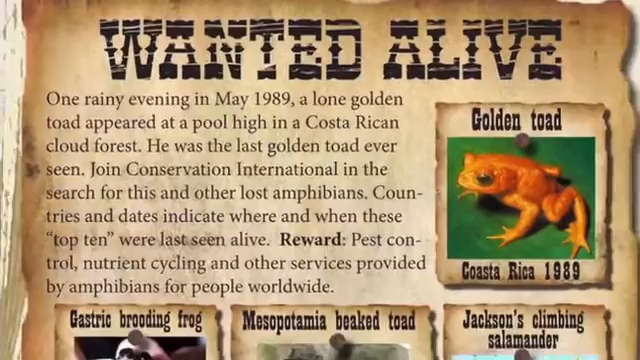 WANTED ALIVE
One rainy evening in May 1989, a lone golden
toad appeared at a pool high in a Costa Rican
cloud forest. He was the last golden toad ever
seen. Join Conservation International in the
search for this and other lost amphibians. Coun-
tries and dates indicate where and when these
“top ten” were last seen alive. Reward: Pest con-
trol, nutrient cycling and other services provided
by amphibians for people worldwide.
Golden toad
Coasta Rica 1989
Gastric brooding frog
Mesopotamia beaked toad
Jackson's climbing
salamander